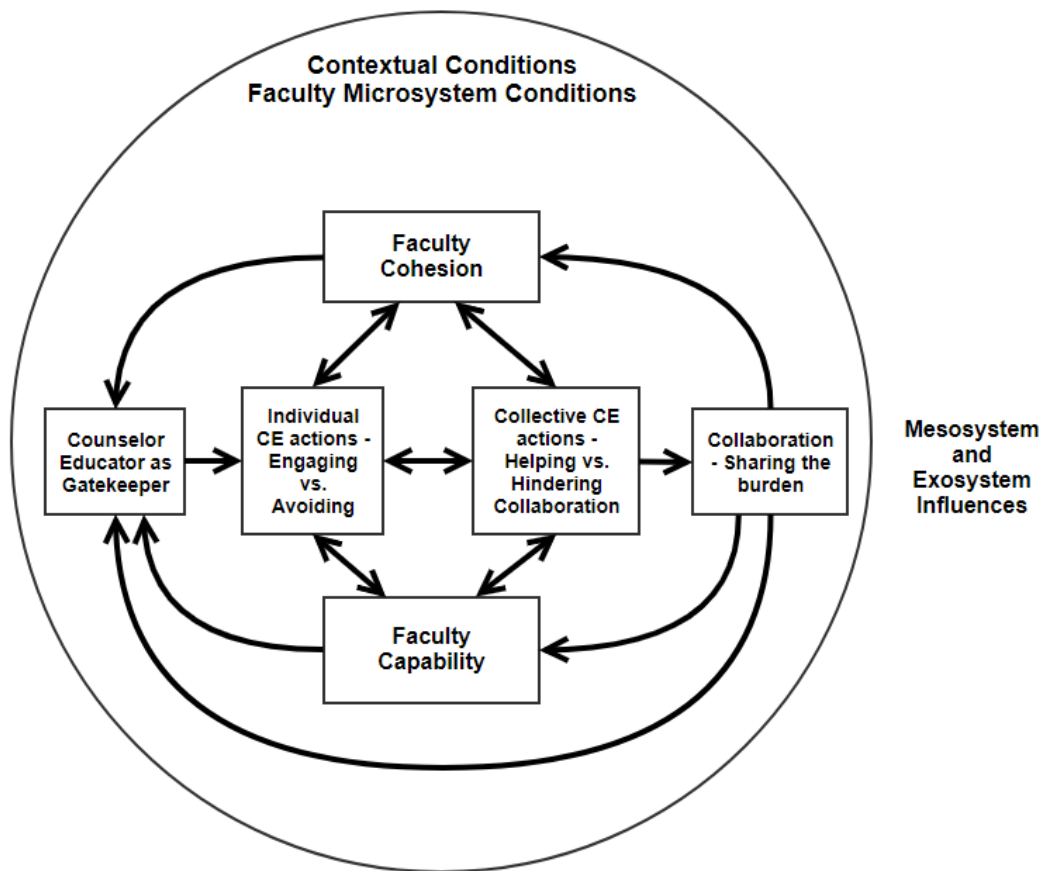 Contextual Conditions
Faculty Microsystem Conditions
Faculty
Cohesion
Counselor
Educator as
Gatekeeper
Individual
CE actions -
Engaging
vs.
Avoiding
Collective CE
actions -
Helping vs.
Hindering
Collaboration
Collaboration
- Sharing the
burden
Mesosystem
and
Exosystem
Influences
Faculty
Capability